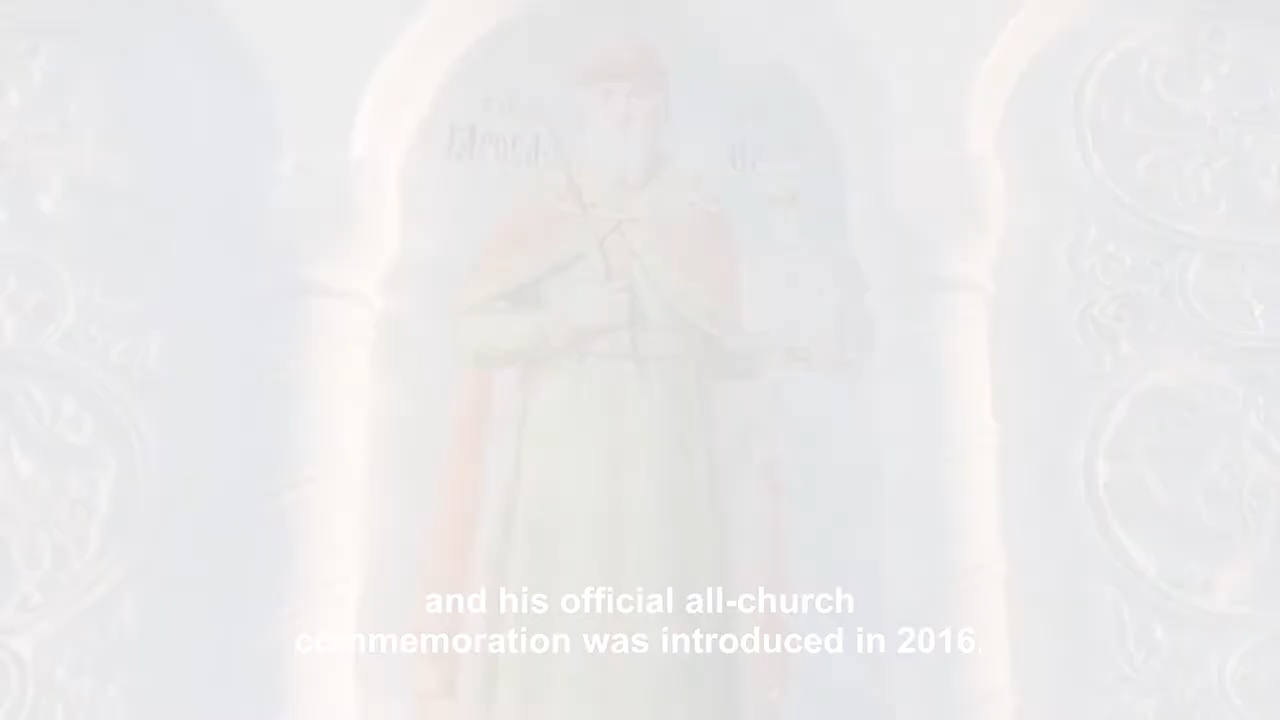 and his official all-church
commemoration was introduced in 2016.